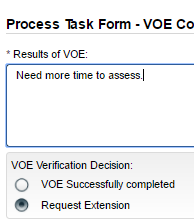 Process Task Form - VOE Co
* Results of VOE:
Need more time to assess.
VOE Verification Decision:
VOE Successfully completed
Request Extension